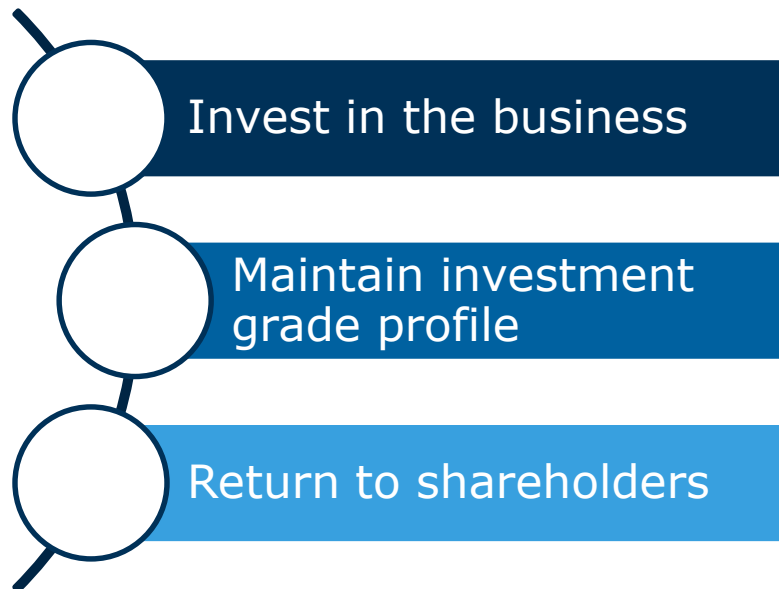 Invest in the business
Maintain investment
grade profile
Return to shareholders